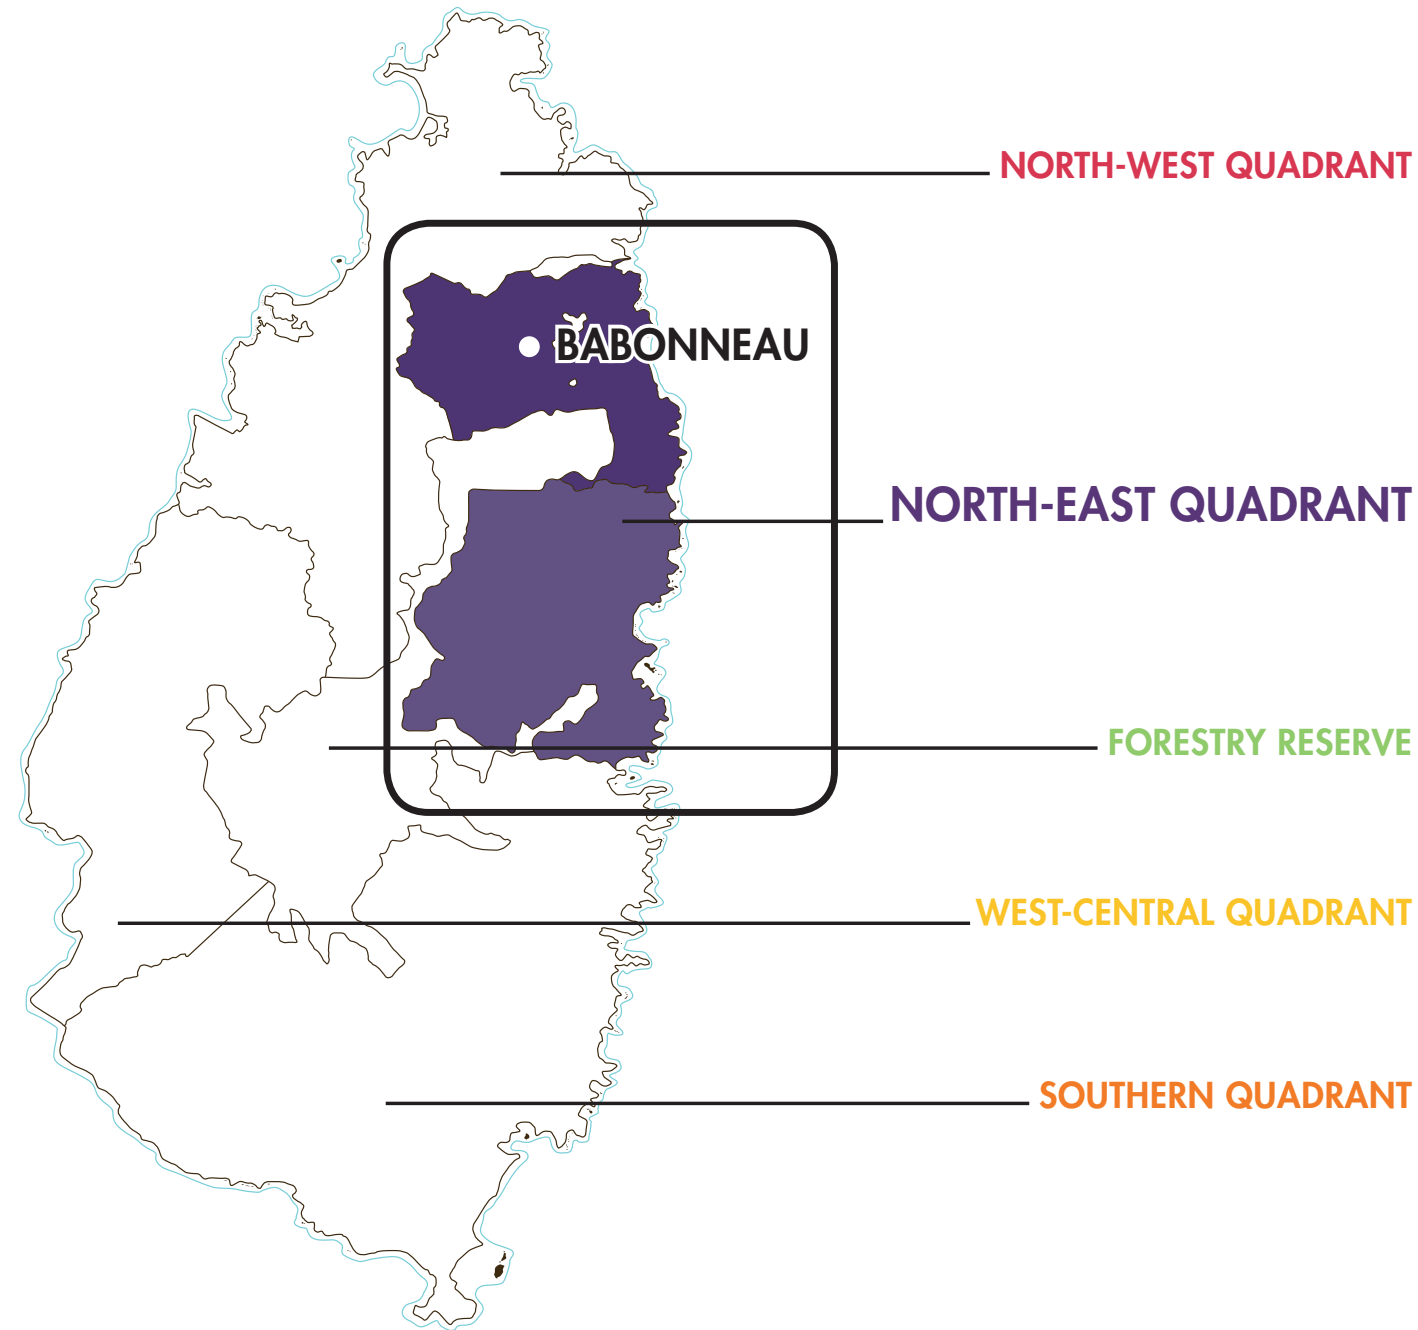 NORTH-WEST QUADRANT
BABONNEAU
NORTH-EAST QUADRANT
FORESTRY RESERVE
WEST-CENTRAL QUADRANT
SOUTHERN QUADRANT